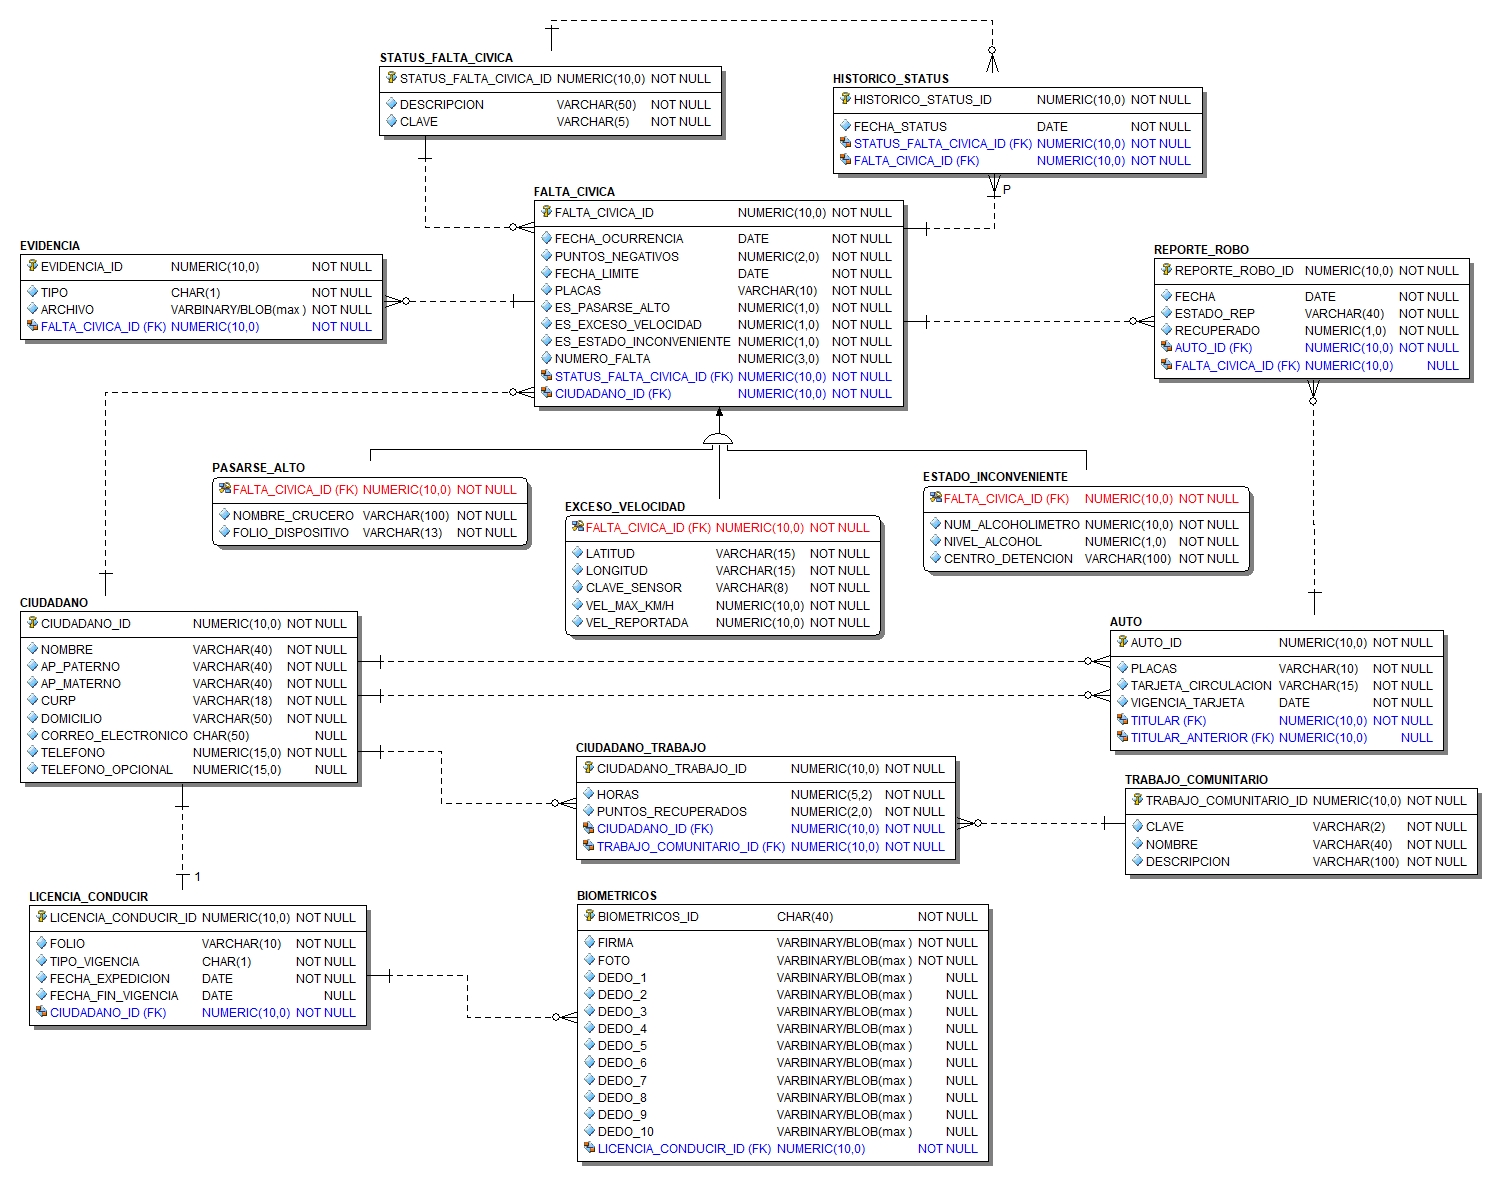 STATUS_FALTA_CIVICA
STATUS_FALTA_CIVICA_ID NUMERIC(10,0) NOT NULL
DESCRIPCION VARCHAR(50) NOT NULL
CLAVE VARCHAR(5) NOT NULL
HISTORICO_STATUS
HISTORICO_STATUS_ID NUMERIC(10,0) NOT NULL
FECHA_STATUS DATE NOT NULL
STATUS_FALTA_CIVICA_ID (FK) NUMERIC(10,0) NOT NULL
FALTA_CIVICA_ID (FK) NUMERIC(10,0) NOT NULL
P
FALTA_CIVICA
FALTA_CIVICA_ID NUMERIC(10,0) NOT NULL
FECHA_OCURRENCIA DATE NOT NULL
PUNTOS_NEGATIVOS NUMERIC(2,0) NOT NULL
FECHA_LIMITE DATE NOT NULL
PLACAS VARCHAR(10) NOT NULL
ES_PASARSE_ALTO NUMERIC(1,0) NOT NULL
ES_EXCESO_VELOCIDAD NUMERIC(1,0) NOT NULL
ES_ESTADO_INCONVENIENTE NUMERIC(1,0) NOT NULL
NUMERO_FALTA NUMERIC(3,0) NOT NULL
STATUS_FALTA_CIVICA_ID (FK) NUMERIC(10,0) NOT NULL
CIUDADANO_ID (FK) NUMERIC(10,0) NOT NULL
EVIDENCIA
EVIDENCIA_ID NUMERIC(10,0) NOT NULL
TIPO CHAR(1) NOT NULL
ARCHIVO VARBINARY/BLOB(max ) NOT NULL
FALTA_CIVICA_ID (FK) NUMERIC(10,0) NOT NULL
REPORTE_ROBO
REPORTE_ROBO_ID NUMERIC(10,0) NOT NULL
FECHA DATE NOT NULL
ESTADO_REP VARCHAR(40) NOT NULL
RECUPERADO NUMERIC(1,0) NOT NULL
AUTO_ID (FK) NUMERIC(10,0) NOT NULL
FALTA_CIVICA_ID (FK) NUMERIC(10,0) NULL
PASARSE_ALTO
FALTA_CIVICA_ID (FK) NUMERIC(10,0) NOT NULL
NOMBRE_CRUCERO VARCHAR(100) NOT NULL
FOLIO_DISPOSITIVO VARCHAR(13) NOT NULL
EXCESO_VELOCIDAD
FALTA_CIVICA_ID (FK) NUMERIC(10,0) NOT NULL
LATITUD VARCHAR(15) NOT NULL
LONGITUD VARCHAR(15) NOT NULL
CLAVE_SENSOR VARCHAR(8) NOT NULL
VEL_MAX_KM/H NUMERIC(10,0) NOT NULL
VEL_REPORTADA NUMERIC(10,0) NOT NULL
ESTADO_INCONVENIENTE
FALTA_CIVICA_ID (FK) NUMERIC(10,0) NOT NULL
NUM_ALCOHOLIMETRO NUMERIC(10,0) NOT NULL
NIVEL_ALCOHOL NUMERIC(1,0) NOT NULL
CENTRO_DETENCION VARCHAR(100) NOT NULL
CIUDADANO
CIUDADANO_ID NUMERIC(10,0) NOT NULL
NOMBRE VARCHAR(40) NOT NULL
AP_PATERNO VARCHAR(40) NOT NULL
AP_MATERNO VARCHAR(40) NOT NULL
CURP VARCHAR(18) NOT NULL
DOMICILIO VARCHAR(50) NOT NULL
CORREO_ELECTRONICO CHAR(50) NULL
TELEFONO NUMERIC(15,0) NOT NULL
TELEFONO_OPCIONAL NUMERIC(15,0) NULL
AUTO
AUTO_ID NUMERIC(10,0) NOT NULL
PLACAS VARCHAR(10) NOT NULL
TARJETA_CIRCULACION VARCHAR(15) NOT NULL
VIGENCIA_TARJETA DATE NOT NULL
TITULAR (FK) NUMERIC(10,0) NOT NULL
TITULAR_ANTERIOR (FK) NUMERIC(10,0) NULL
CIUDADANO_TRABAJO
CIUDADANO_TRABAJO_ID NUMERIC(10,0) NOT NULL
HORAS NUMERIC(5,2) NOT NULL
PUNTOS_RECUPERADOS NUMERIC(2,0) NOT NULL
CIUDADANO_ID (FK) NUMERIC(10,0) NOT NULL
TRABAJO_COMUNITARIO_ID (FK) NUMERIC(10,0) NOT NULL
TRABAJO_COMUNITARIO
TRABAJO_COMUNITARIO_ID NUMERIC(10,0) NOT NULL
CLAVE VARCHAR(2) NOT NULL
NOMBRE VARCHAR(40) NOT NULL
DESCRIPCION VARCHAR(100) NOT NULL
1
LICENCIA_CONDUCIR
LICENCIA_CONDUCIR_ID NUMERIC(10,0) NOT NULL
FOLIO VARCHAR(10) NOT NULL
TIPO_VIGENCIA CHAR(1) NOT NULL
FECHA_EXPEDICION DATE NOT NULL
FECHA_FIN_VIGENCIA DATE NULL
CIUDADANO_ID (FK) NUMERIC(10,0) NOT NULL
BIOMETRICOS
BIOMETRICOS_ID CHAR(40) NOT NULL
FIRMA VARBINARY/BLOB(max ) NOT NULL
FOTO VARBINARY/BLOB(max ) NOT NULL
DEDO_1 VARBINARY/BLOB(max ) NULL
DEDO_2 VARBINARY/BLOB(max ) NULL
DEDO_3 VARBINARY/BLOB(max ) NULL
DEDO_4 VARBINARY/BLOB(max ) NULL
DEDO_5 VARBINARY/BLOB(max ) NULL
DEDO_6 VARBINARY/BLOB(max ) NULL
DEDO_7 VARBINARY/BLOB(max ) NULL
DEDO_8 VARBINARY/BLOB(max ) NULL
DEDO_9 VARBINARY/BLOB(max ) NULL
DEDO_10 VARBINARY/BLOB(max ) NULL
LICENCIA_CONDUCIR_ID (FK) NUMERIC(10,0) NOT NULL